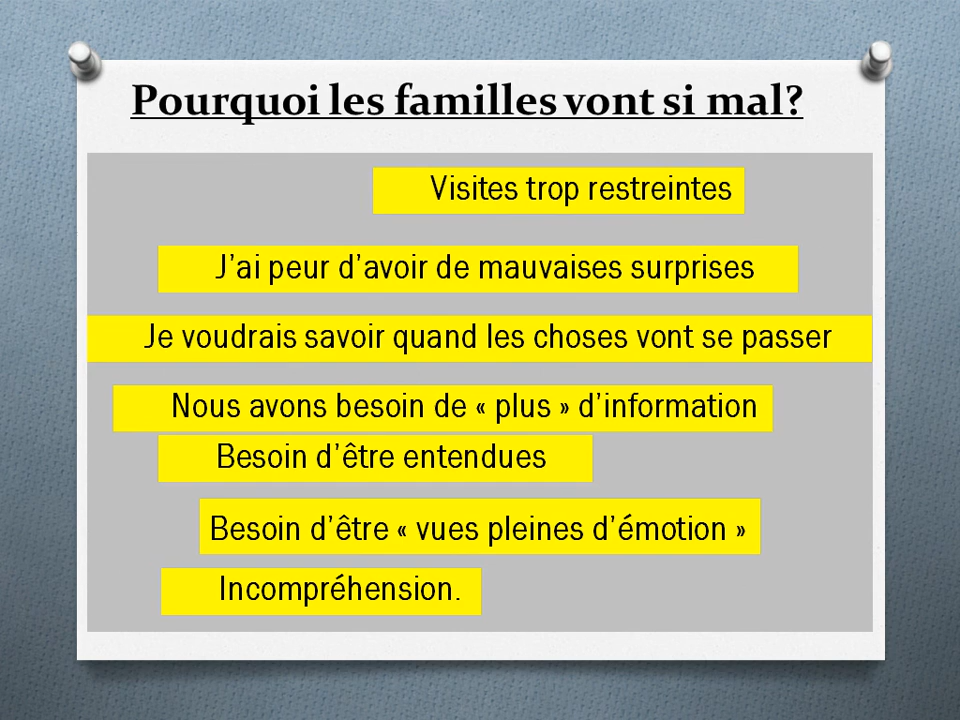 Pourquoi les familles vont si mal?
Visites trop restreintes
J’ai peur d’avoir de mauvaises surprises
Je voudrais savoir quand les choses vont se passer
Nous avons besoin de « plus » d’information
Besoin d’être entendues
Besoin d’être « vues pleines d’émotion »
Incompréhension.